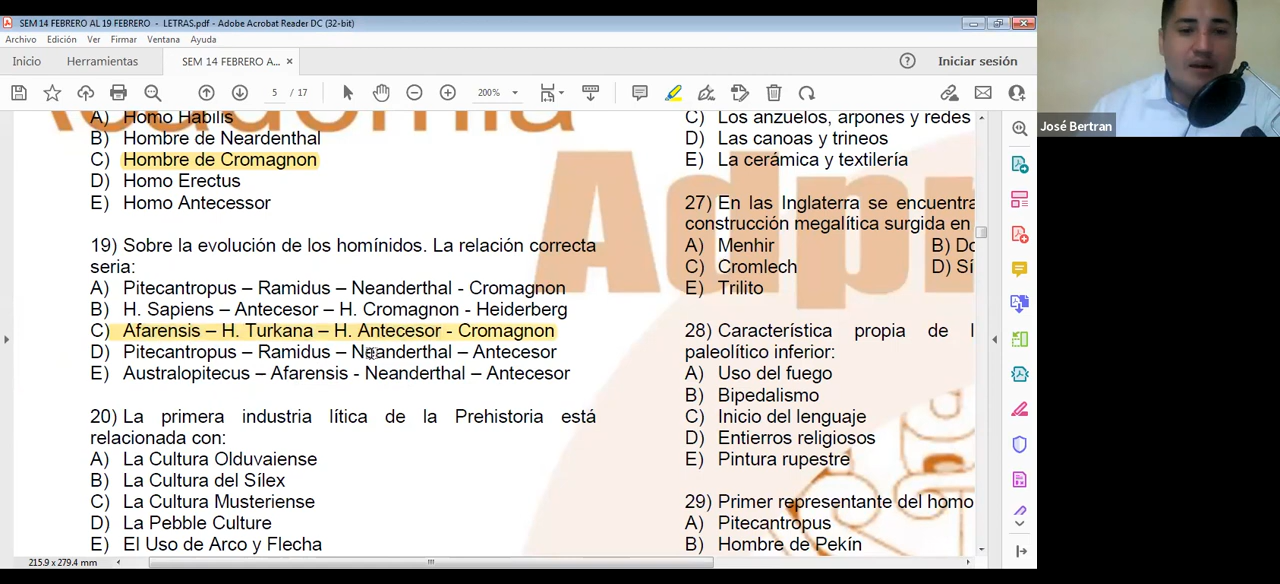 SEM 14 FEBRERO AL 19 FEBRERO - LETRAS.pdf - Adobe Acrobat Reader DC (32-bit)
Archivo Edición Ver Firmar Ventana Ayuda
Inicio Herramientas SEM 14 FEBRERO A... × Iniciar sesión
5 / 17 200%
José Bertran
Academia
Adp
A) Homo Habilis
B) Hombre de Neardenthal
C) Hombre de Cromagnon
D) Homo Erectus
E) Homo Antecessor
19) Sobre la evolución de los homínidos. La relación correcta
seria:
A) Pitecantropus – Ramidus – Neanderthal - Cromagnon
B) H. Sapiens – Antecesor – H. Cromagnon - Heiderberg
C) Afarensis – H. Turkana – H. Antecesor - Cromagnon
D) Pitecantropus – Ramidus – Neanderthal – Antecesor
E) Australopitecus – Afarensis - Neanderthal – Antecesor
20) La primera industria lítica de la Prehistoria está
relacionada con:
A) La Cultura Olduvaiense
B) La Cultura del Sílex
C) La Cultura Musteriense
D) La Pebble Culture
E) El Uso de Arco y Flecha
C) Los anzuelos, arpones y redes
D) Las canoas y trineos
E) La cerámica y textilería
27) En las Inglaterra se encuentra
construcción megalítica surgida en
A) Menhir B) Do
C) Cromlech D) Sí
E) Trilito
28) Característica propia de l
paleolítico inferior:
A) Uso del fuego
B) Bipedalismo
C) Inicio del lenguaje
D) Entierros religiosos
E) Pintura rupestre
29) Primer representante del homo
A) Pitecantropus
B) Hombre de Pekín
215.9 x 279.4 mm